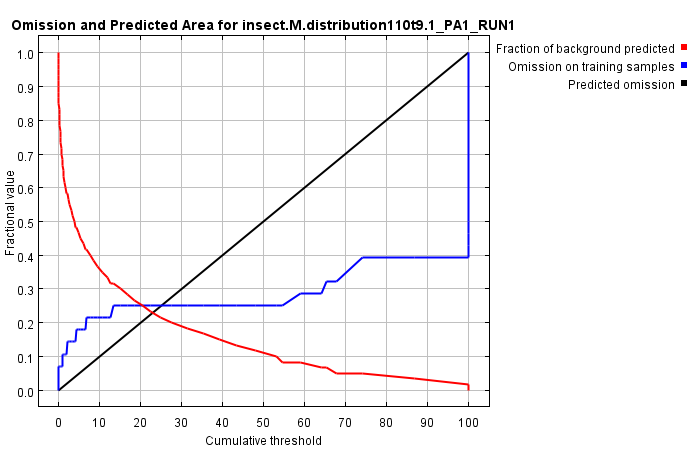 Omission and Predicted Area for insect.M.distribution110t9.1_PA1_RUN1
Fraction of background predicted
Omission on training samples
Predicted omission
1.0
0.9
0.8
0.7
0.6
0.5
0.4
0.3
0.2
0.1
0.0
Fractional value
0 10 20 30 40 50 60 70 80 90 100
Cumulative threshold